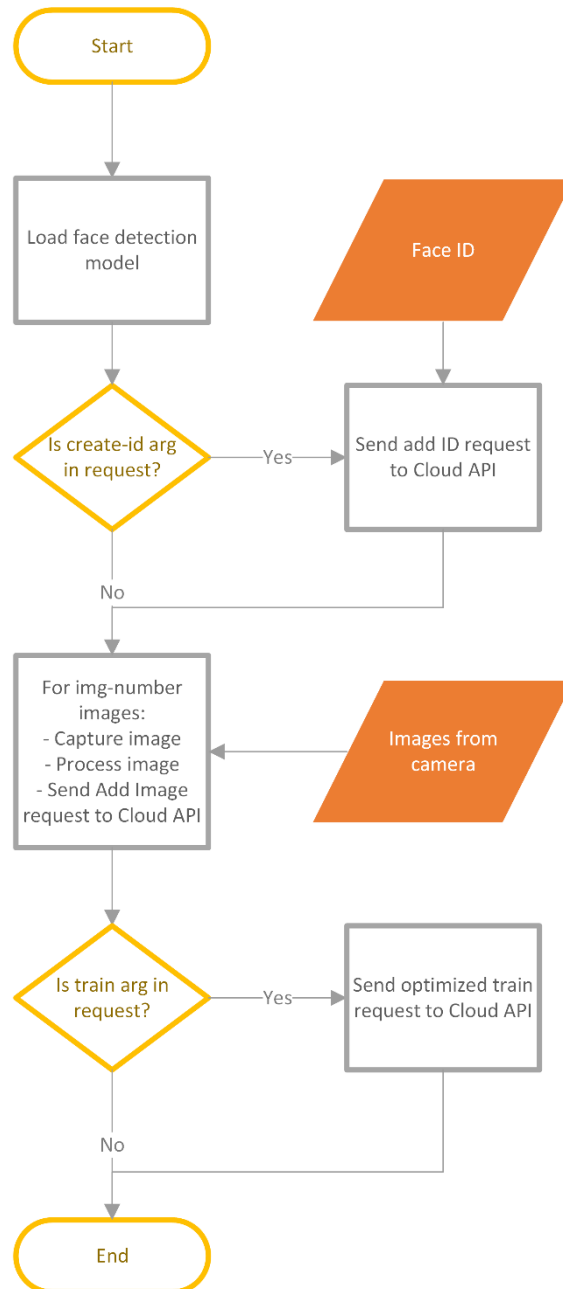 Start
Load face detection
model
Face ID
Is create-id arg
in request?
Yes
Send add ID request
to Cloud API
No
For img-number
images:
- Capture image
- Process image
- Send Add Image
request to Cloud API
Images from
camera
Is train arg in
request?
Yes
Send optimized train
request to Cloud API
No
End